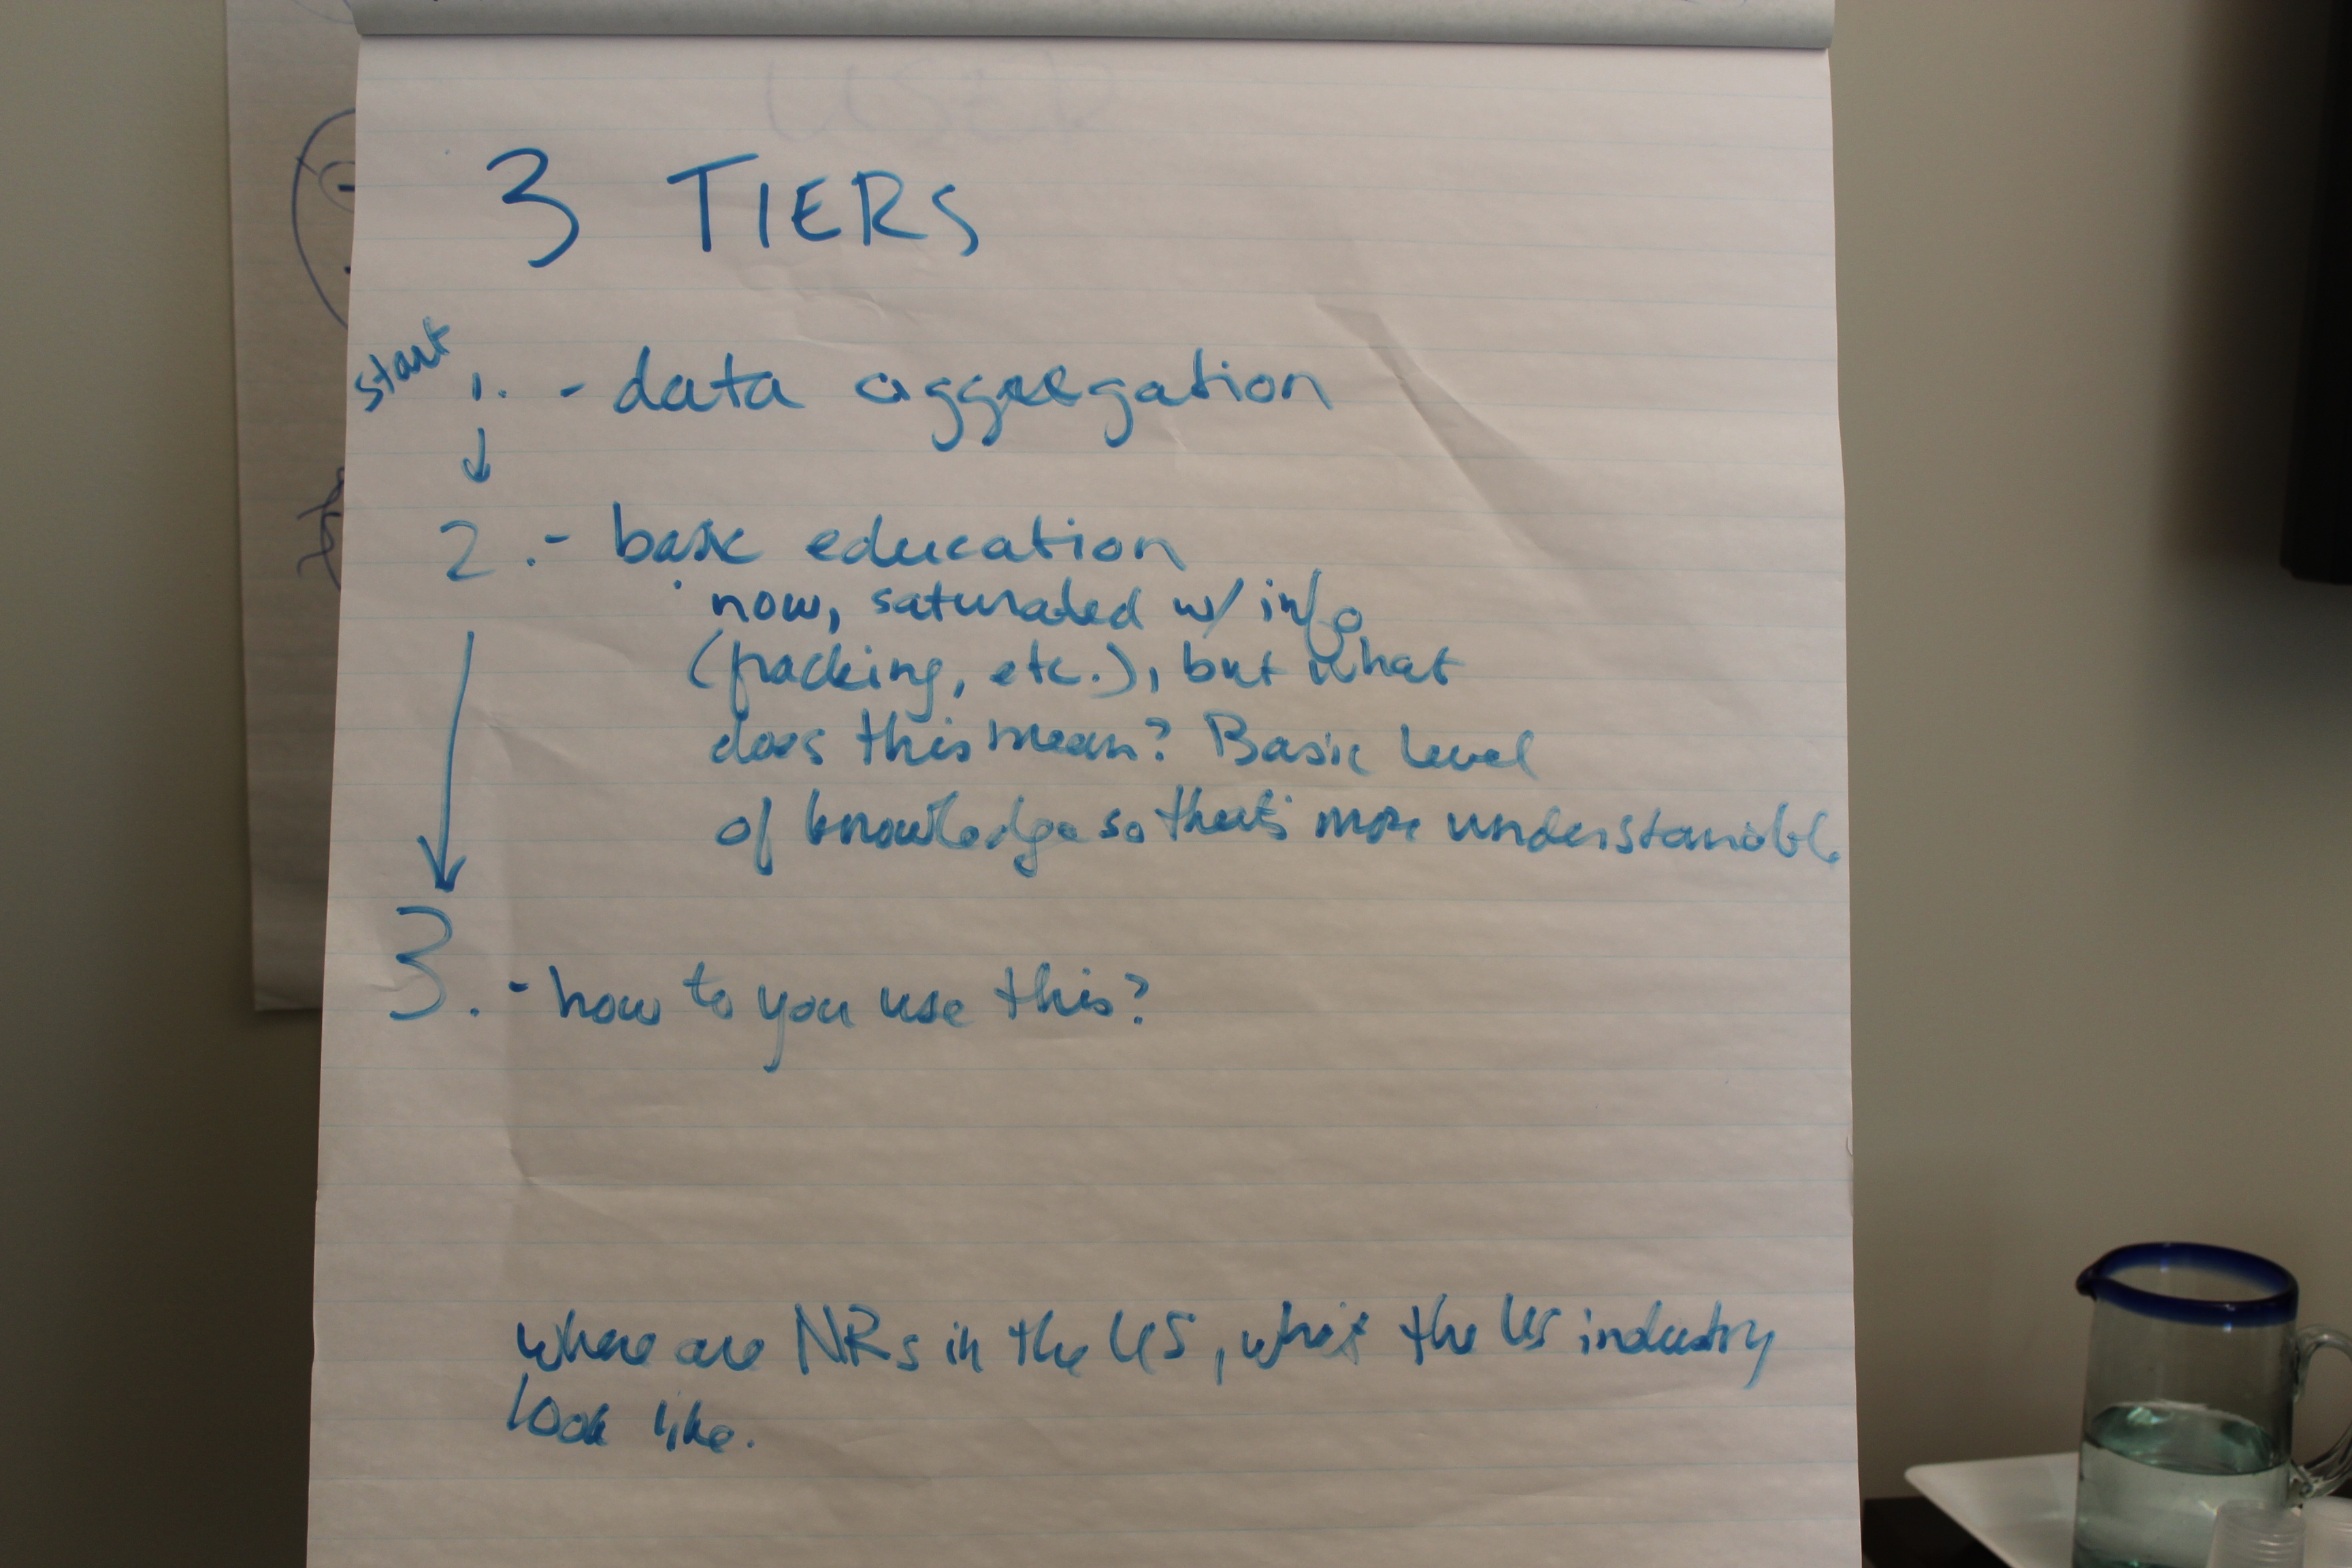 USER
3 TIERS
start
1. - data aggregation
2. - basic education
now, saturated w/ info
(fracking, etc.), but what
does this mean? Basic level
of knowledge so that's more understandable
3. - how to you use this?
where are NRs in the US, what the US industry
look like.